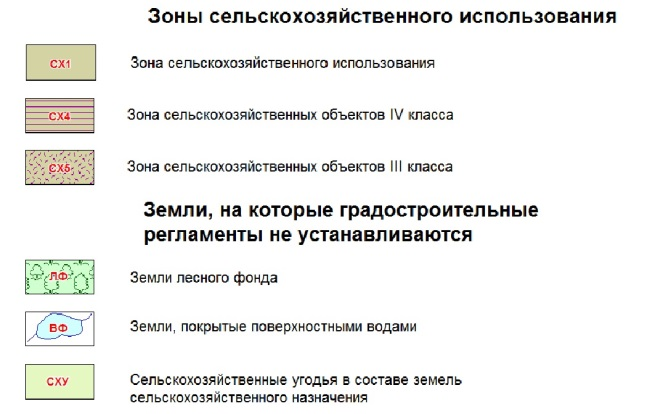 Зоны сельскохозяйственного использования
СХ1 Зона сельскохозяйственного использования
СХ4 Зона сельскохозяйственных объектов IV класса
СХ5 Зона сельскохозяйственных объектов III класса
Земли, на которые градостроительные
регламенты не устанавливаются
ЛФ Земли лесного фонда
ВФ Земли, покрытые поверхностными водами
СХУ Сельскохозяйственные угодья в составе земель
сельскохозяйственного назначения